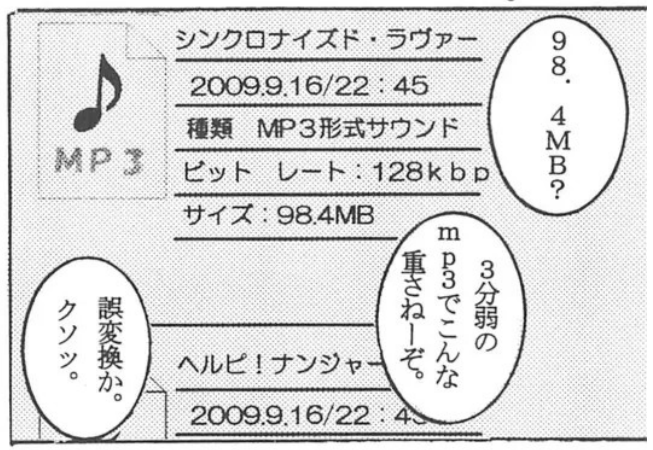 シンクロナイズド・ラヴァー
2009.9.16/22：45
種類　MP3形式サウンド
ビット　レート：128kbp
サイズ：98.4MB
MP3
98.4MB？
3分弱の
mp3でこんな
重さねーぞ。
誤変換か。
クソッ。
ヘルピ！ナンジャー
2009.9.16/22：4